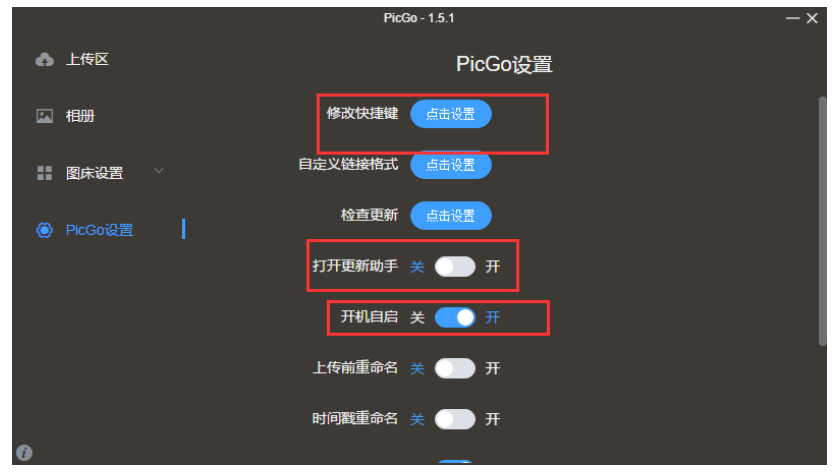 PicGo - 1.5.1
上传区
相册
图床设置
PicGo设置
PicGo设置
修改快捷键 点击设置
自定义链接格式 点击设置
检查更新 点击设置
打开更新助手 关 开
开机自启 关 开
上传前重命名 关 开
时间戳重命名 关 开